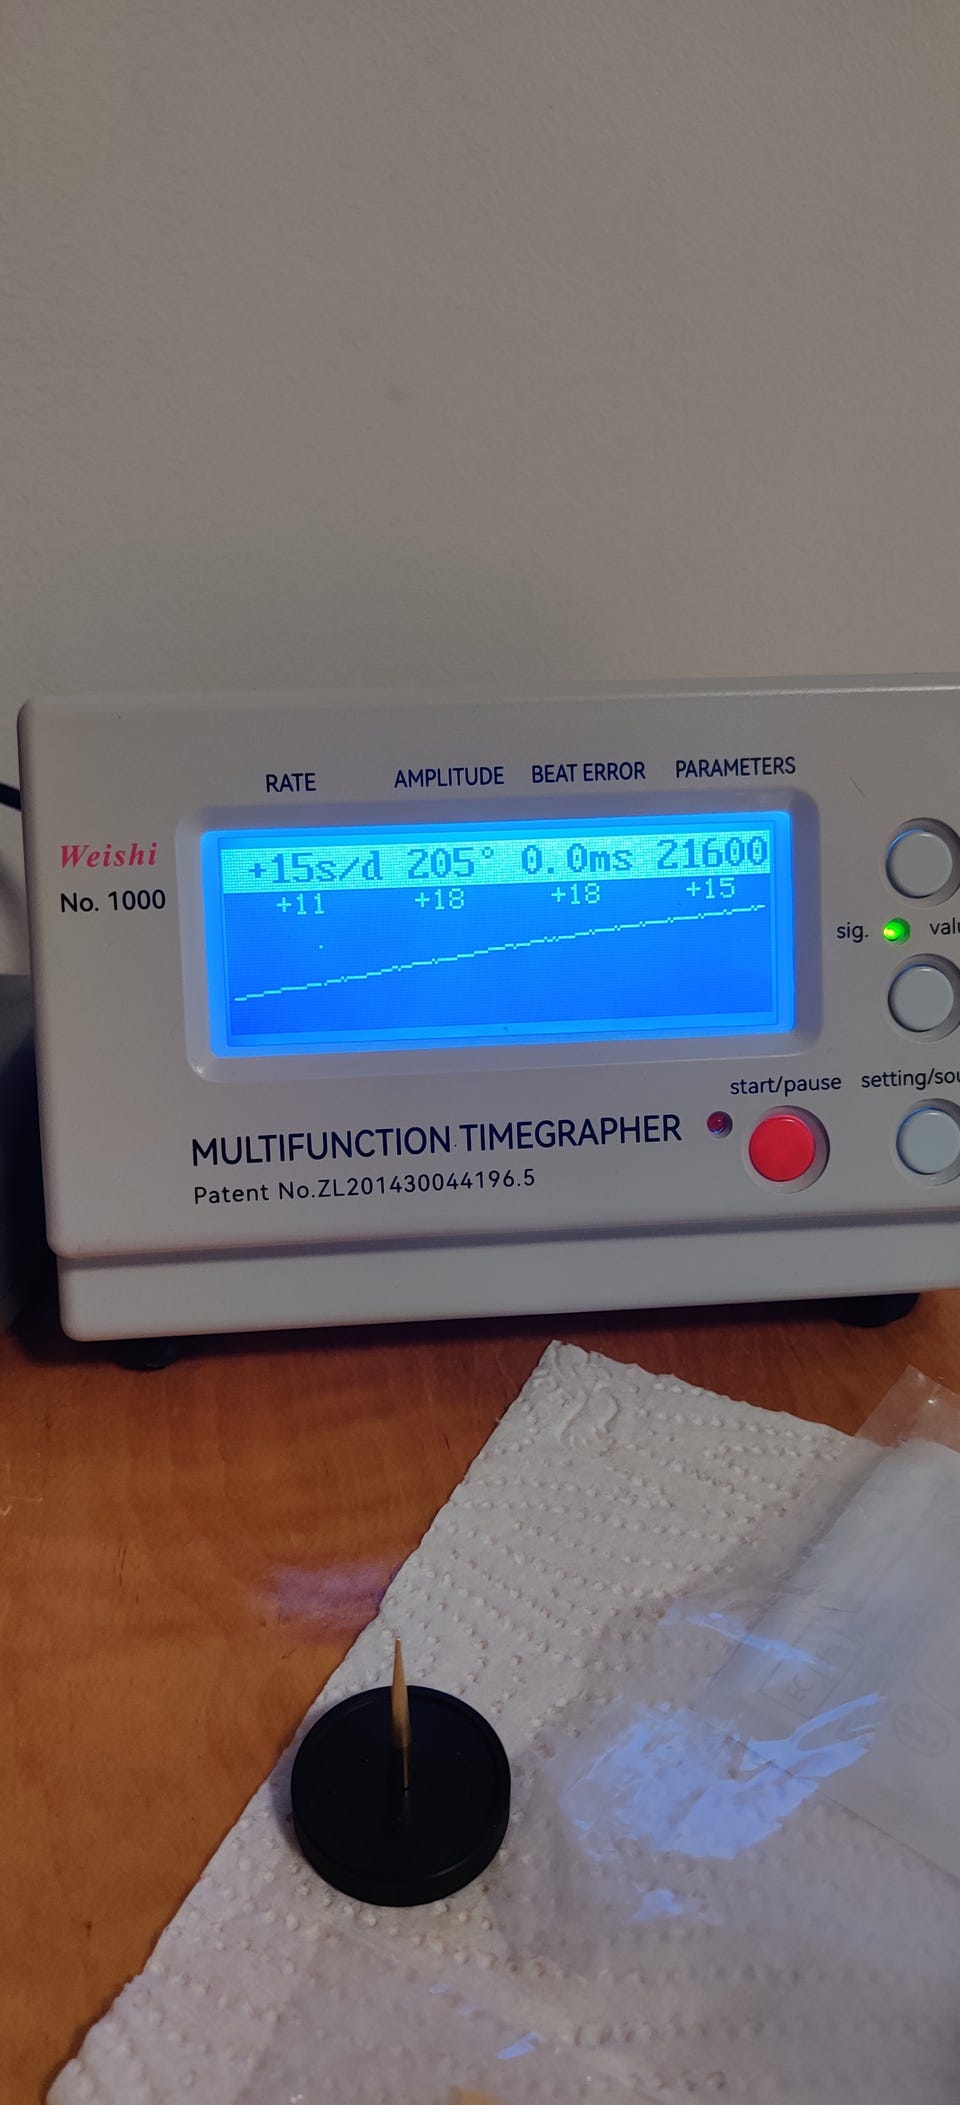 RATE AMPLITUDE BEAT ERROR PARAMETERS
Weishi
No. 1000
+15s/d 205° 0.0ms 21600
+11 +18 +18 +15
sig.
start/pause
MULTIFUNCTION TIMEGRAPHER
Patent No.ZL201430044196.5